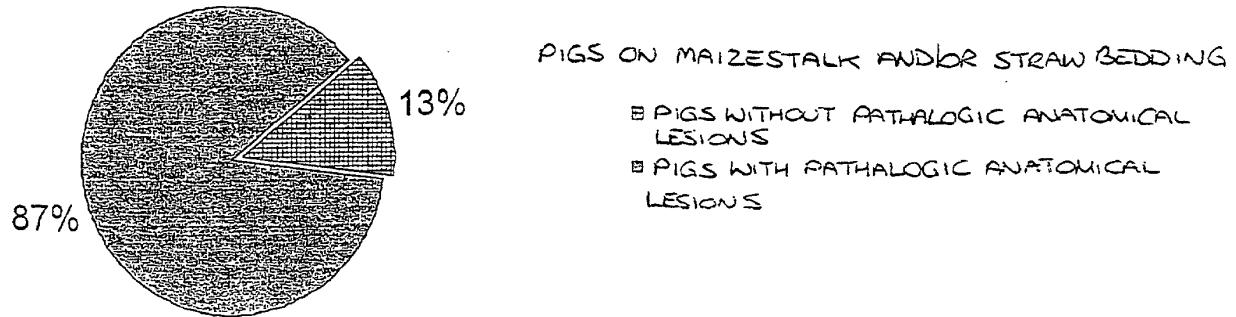 PIGS ON MAIZESTALK AND/OR STRAW BEDDING
13%
PIGS WITHOUT PATHALOGIC ANATOMICAL
LESIONS
PIGS WITH PATHALOGIC ANATOMICAL
LESIONS
87%